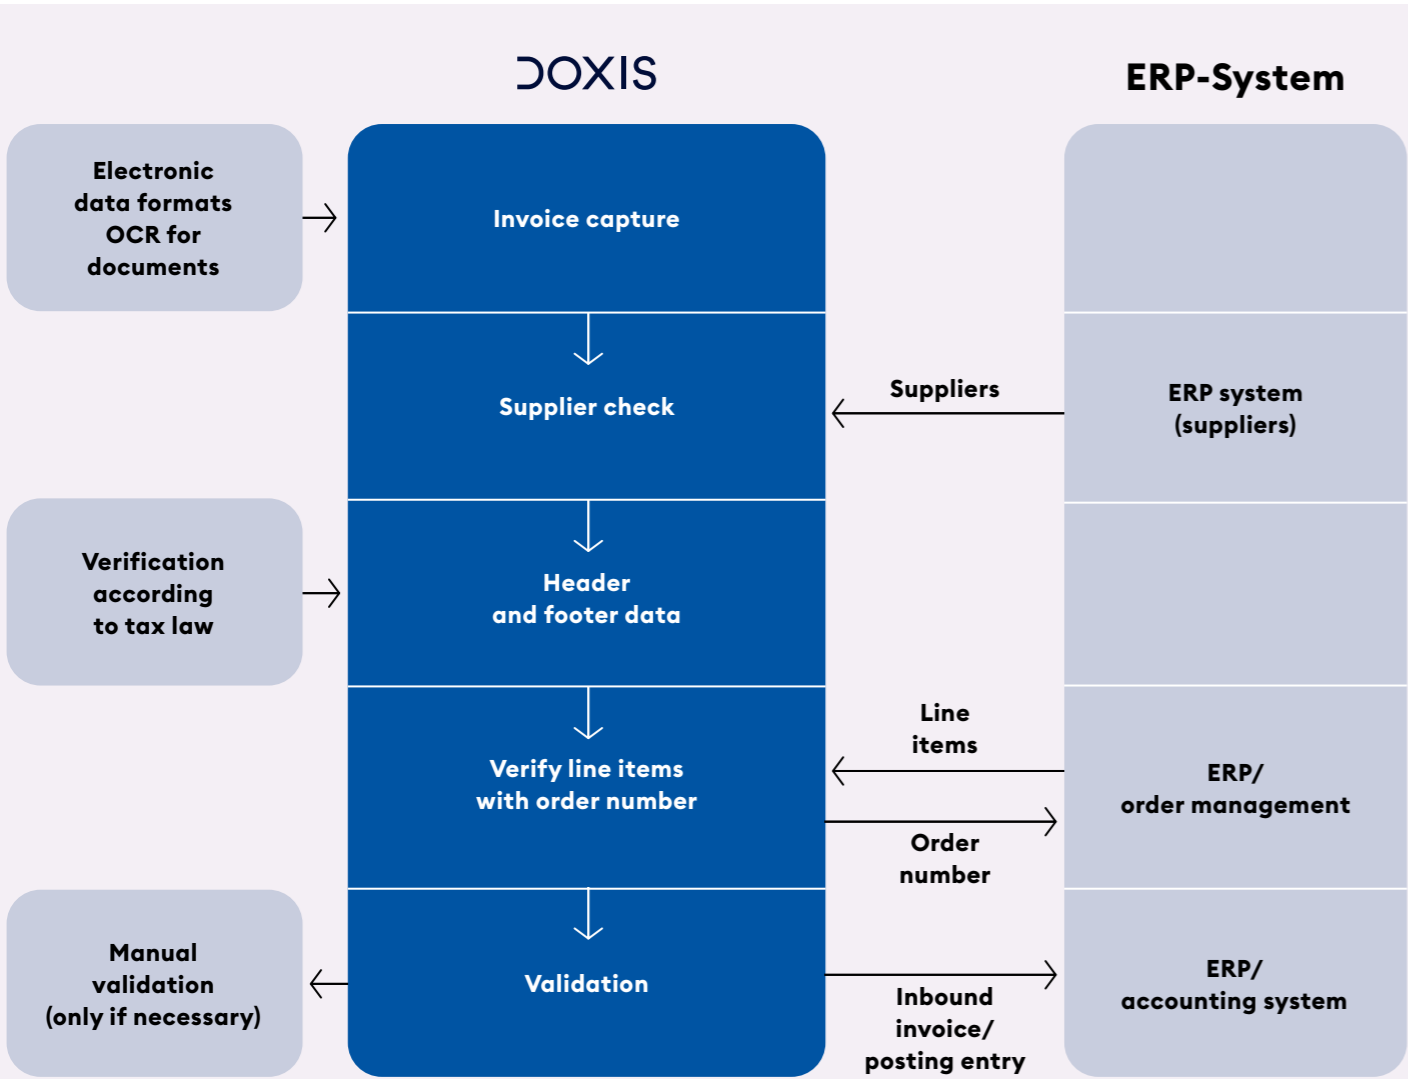 DOXIS
ERP-System
Electronic
data formats
OCR for
documents
Invoice capture
Supplier check
Suppliers
ERP system
(suppliers)
Verification
according
to tax law
Header
and footer data
Line
items
Verify line items
with order number
ERP/
order management
Order
number
Manual
validation
(only if necessary)
Validation
Inbound
invoice/
posting entry
ERP/
accounting system